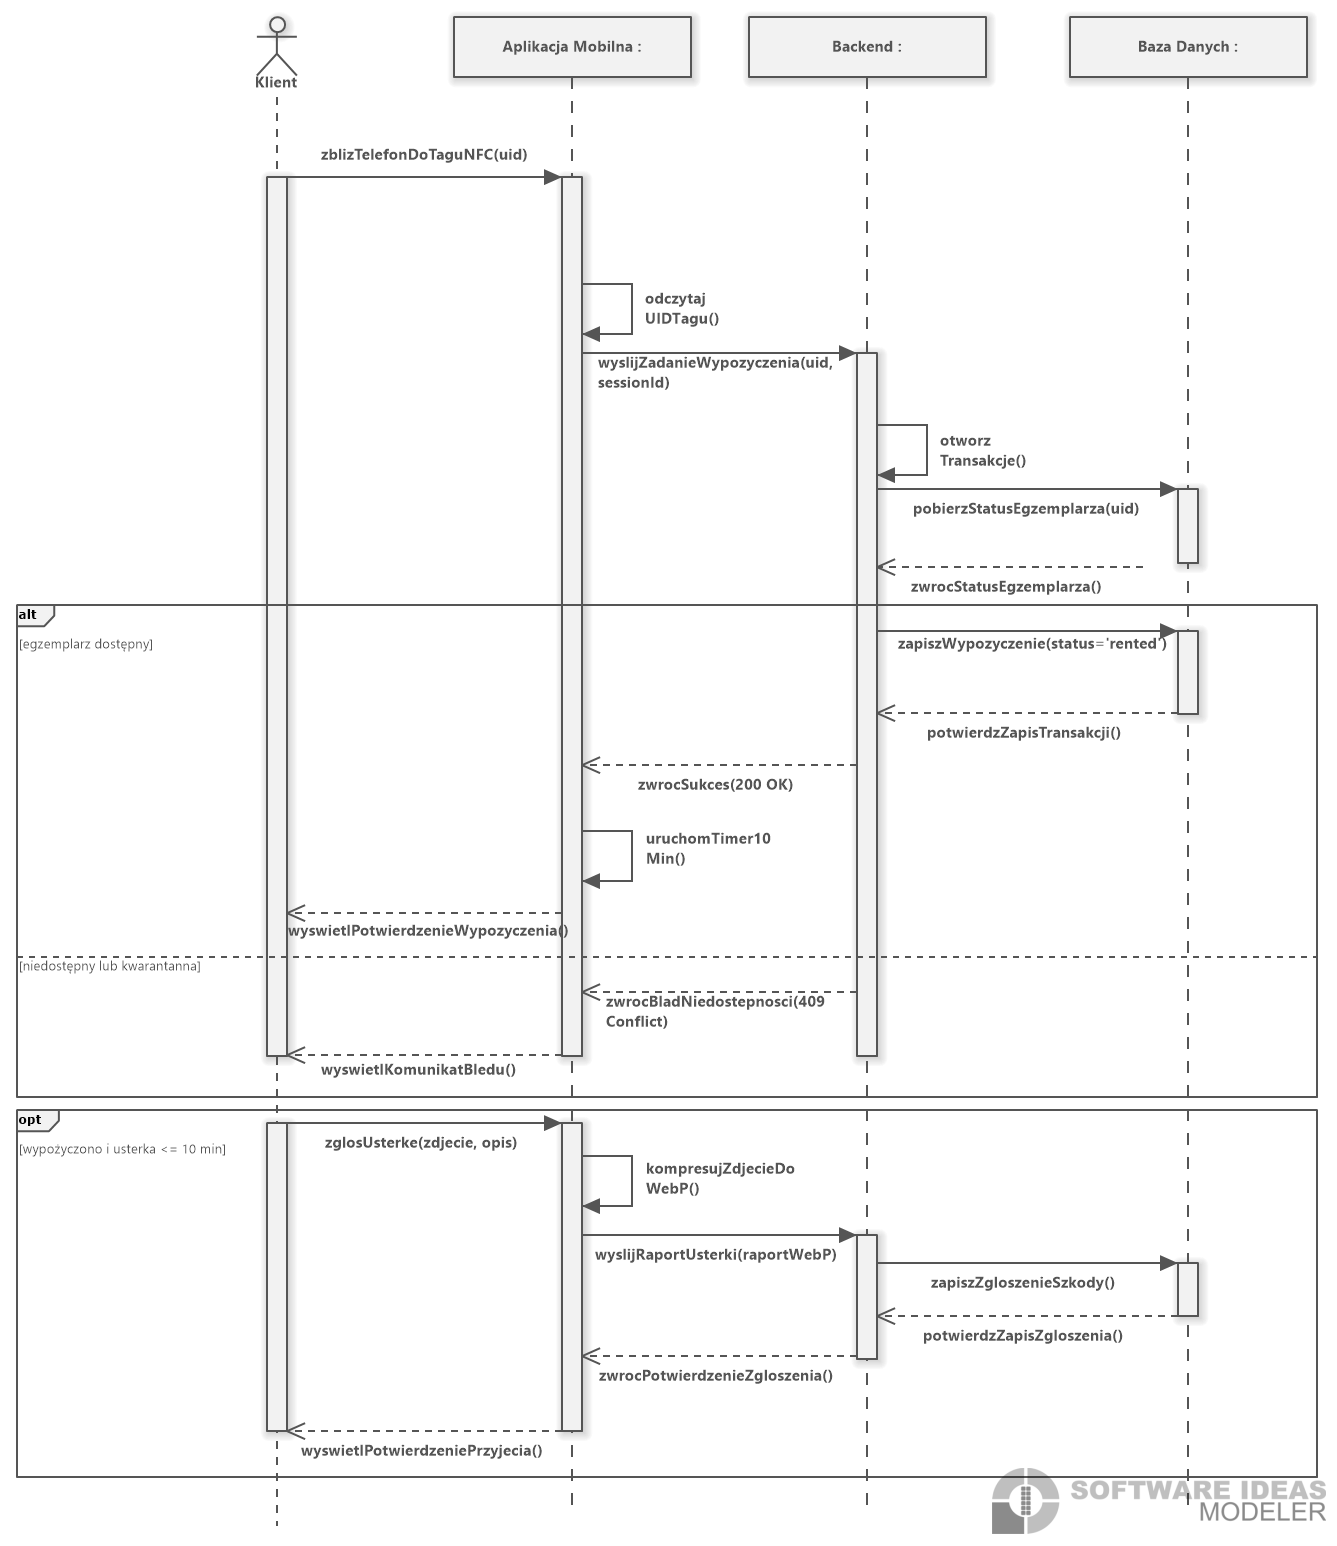 Klient
Aplikacja Mobilna :
Backend :
Baza Danych :
zblizTelefonDoTaguNFC(uid)
odczytaj
UIDTagu()
wyslijZadanieWypozyczenia(uid,
sessionId)
otworz
Transakcje()
pobierzStatusEgzemplarza(uid)
zwrocStatusEgzemplarza()
alt
[egzemplarz dostępny]
zapiszWypozyczenie(status='rented')
potwierdzZapisTransakcji()
zwrocSukces(200 OK)
uruchomTimer10
Min()
wyswietlPotwierdzenieWypozyczenia()
[niedostępny lub kwarantanna]
zwrocBladNiedostepnosci(409
Conflict)
wyswietlKomunikatBledu()
opt
[wypożyczono i usterka <= 10 min]
zglosUsterke(zdjecie, opis)
kompresujZdjecieDo
WebP()
wyslijRaportUsterki(raportWebP)
zapiszZgloszenieSzkody()
potwierdzZapisZgloszenia()
zwrocPotwierdzenieZgloszenia()
wyswietlPotwierdzeniePrzyjecia()
SOFTWARE IDEAS
MODELER